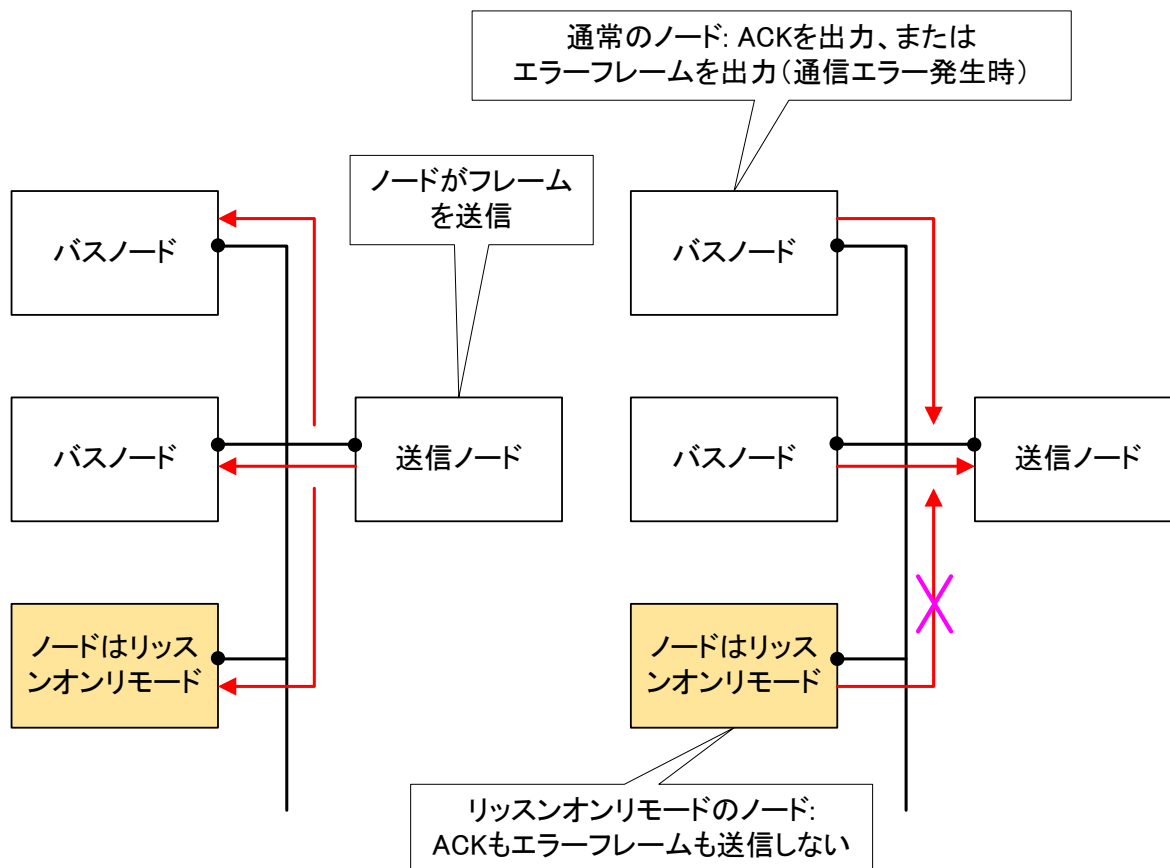 通常のノード: ACKを出力、または
エラーフレームを出力（通信エラー発生時）
ノードがフレーム
を送信
バスノード
バスノード
バスノード
送信ノード
バスノード
送信ノード
ノードはリッス
ンオンリモード
ノードはリッス
ンオンリモード
リッスンオンリモードのノード:
ACKもエラーフレームも送信しない